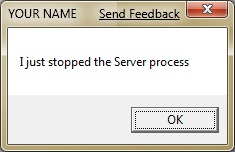 YOUR NAME Send Feedback
I just stopped the Server process
OK